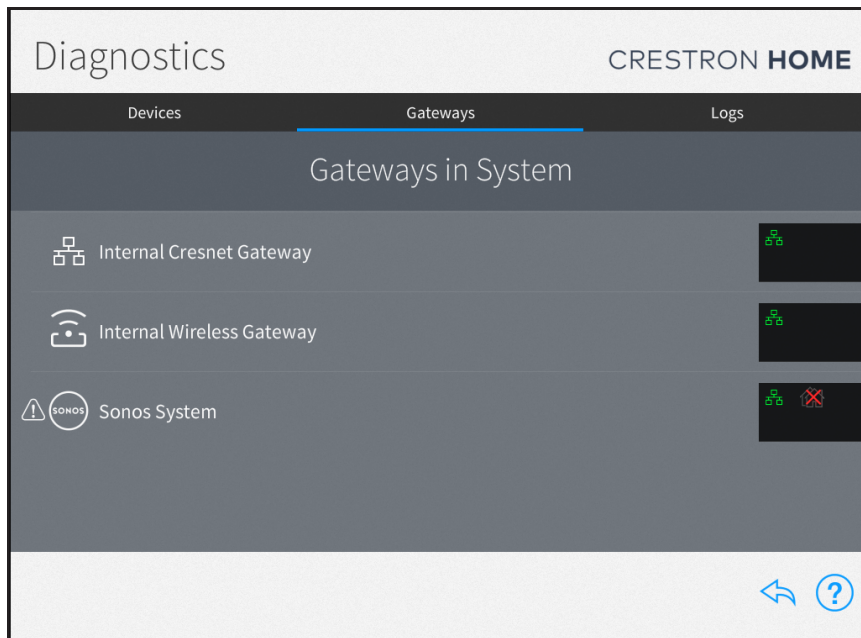 Diagnostics
CRESTRON HOME
Devices
Gateways
Logs
Gateways in System
Internal Cresnet Gateway
Internal Wireless Gateway
SONOS
Sonos System
?